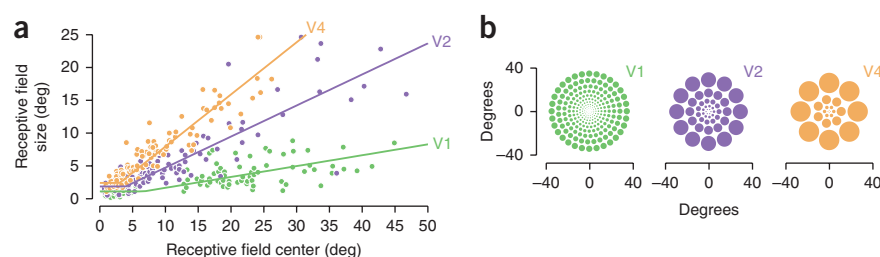 a
Receptive field
size (deg)
25
20
15
10
5
0
V4
V2
V1
0 5 10 15 20 25 30 35 40 45 50
Receptive field center (deg)
b
Degrees
40
0
−40
V1
V2
V4
−40 0 40
−40 0 40
−40 0 40
Degrees